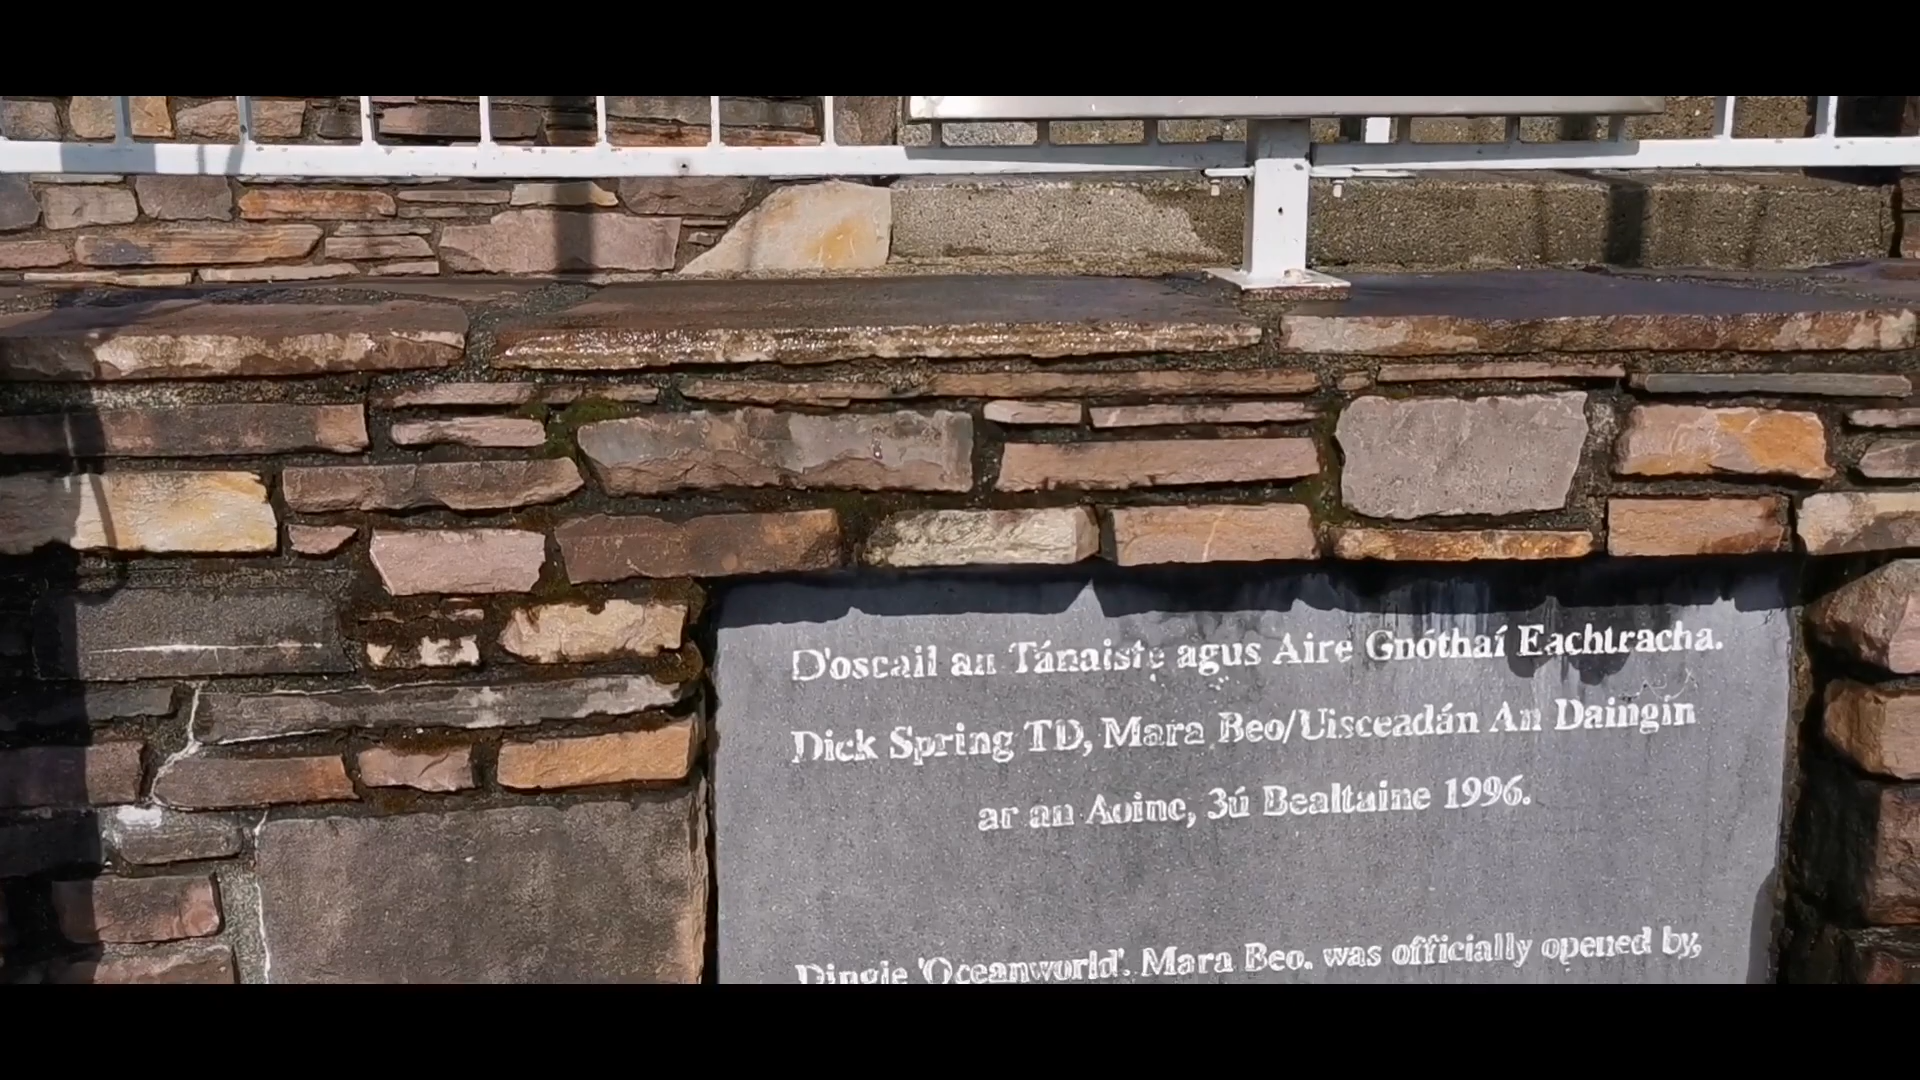 D'oscail an Tánaiste agus Aire Gnóthaí Eachtracha.
Dick Spring TD, Mara Beo/Uisceadán An Daingin
ar an Aoine, 3ú Bealtaine 1996.
Dingle 'Oceanworld'. Mara Beo. was officially opened by,